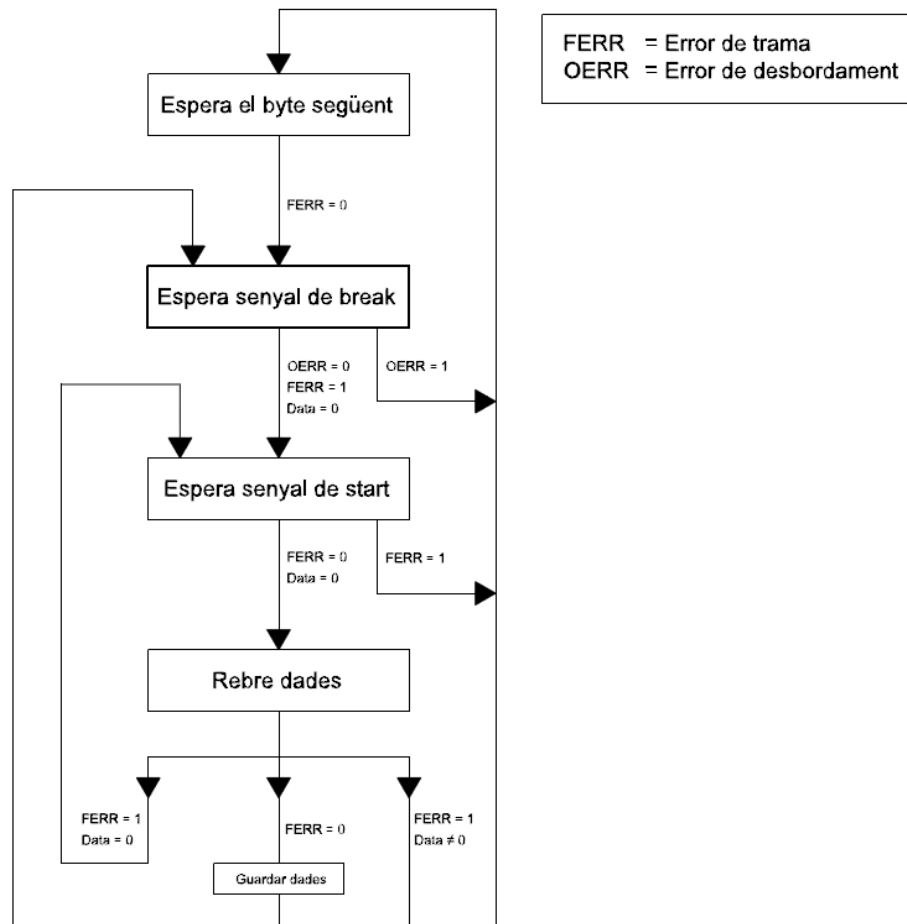 FERR = Error de trama
OERR = Error de desbordament
Espera el byte següent
FERR = 0
Espera senyal de break
OERR = 0
FERR = 1
Data = 0
OERR = 1
Espera senyal de start
FERR = 0
Data = 0
FERR = 1
Rebre dades
FERR = 1
Data = 0
FERR = 0
FERR = 1
Data ≠ 0
Guardar dades